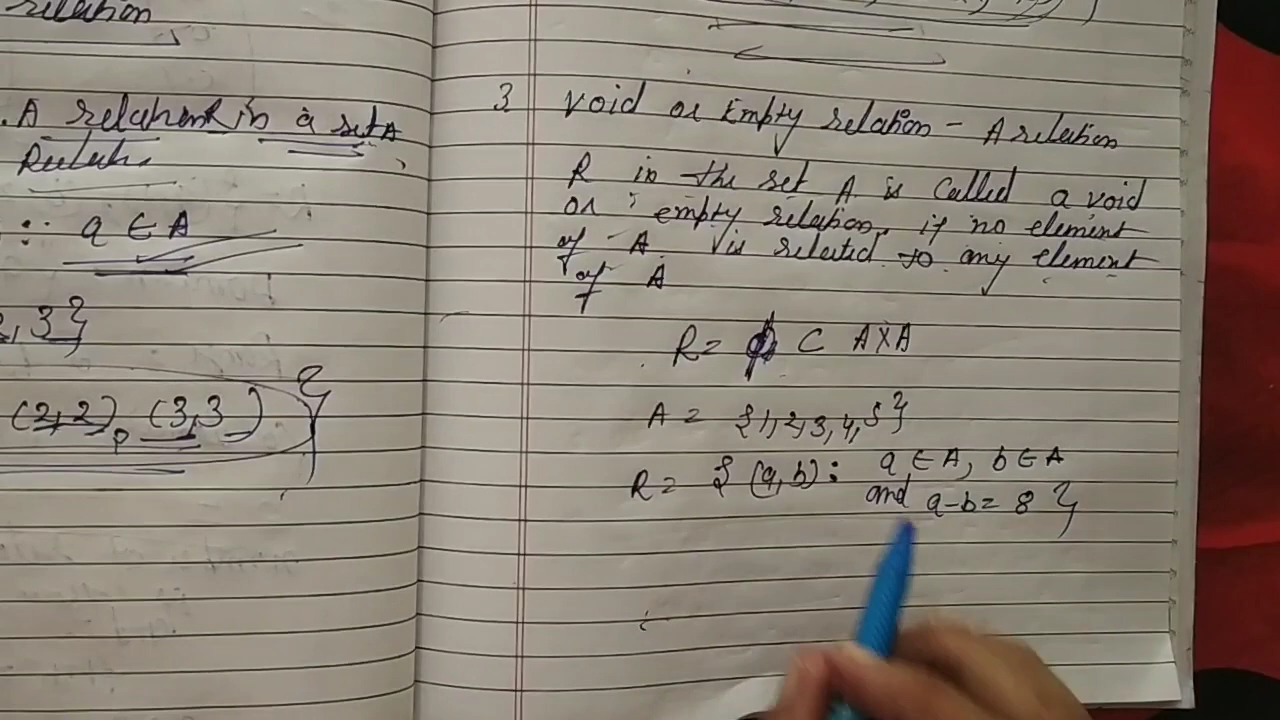 relation
A relation R in a set A
:: a ∈ A
, 3}
(2,2), (3,3)}
3 Void or Empty relation - A relation
R in the set A is called a void
or empty relation, if no element
of A is related to any element
of A
R = ϕ ⊂ A×A
A = {1,2,3,4,5}
R = {(a,b): a ∈ A, b ∈ A
and a-b = 8}